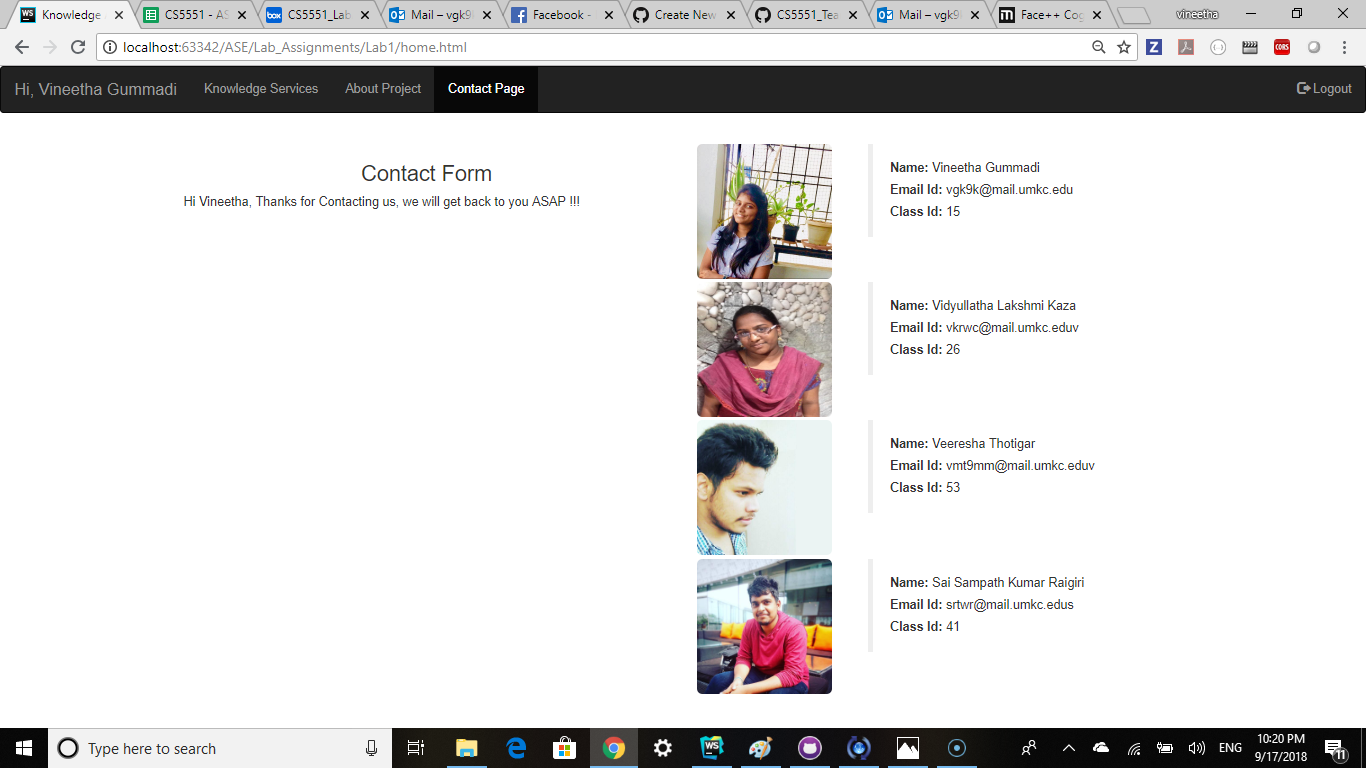 Knowledge
CS5551 - AS
CS5551_Lab
Mail – vgk9
Facebook -
Create New
CS5551_Tea
Mail – vgk9
Face++ Cog
vineetha
localhost:63342/ASE/Lab_Assignments/Lab1/home.html
Hi, Vineetha Gummadi
Knowledge Services
About Project
Contact Page
Logout
Contact Form
Hi Vineetha, Thanks for Contacting us, we will get back to you ASAP !!!
Name: Vineetha Gummadi
Email Id: vgk9k@mail.umkc.edu
Class Id: 15
Name: Vidyullatha Lakshmi Kaza
Email Id: vkrwc@mail.umkc.eduv
Class Id: 26
Name: Veeresha Thotigar
Email Id: vmt9mm@mail.umkc.eduv
Class Id: 53
Name: Sai Sampath Kumar Raigiri
Email Id: srtwr@mail.umkc.edus
Class Id: 41
Type here to search
ENG
10:20 PM
9/17/2018
11